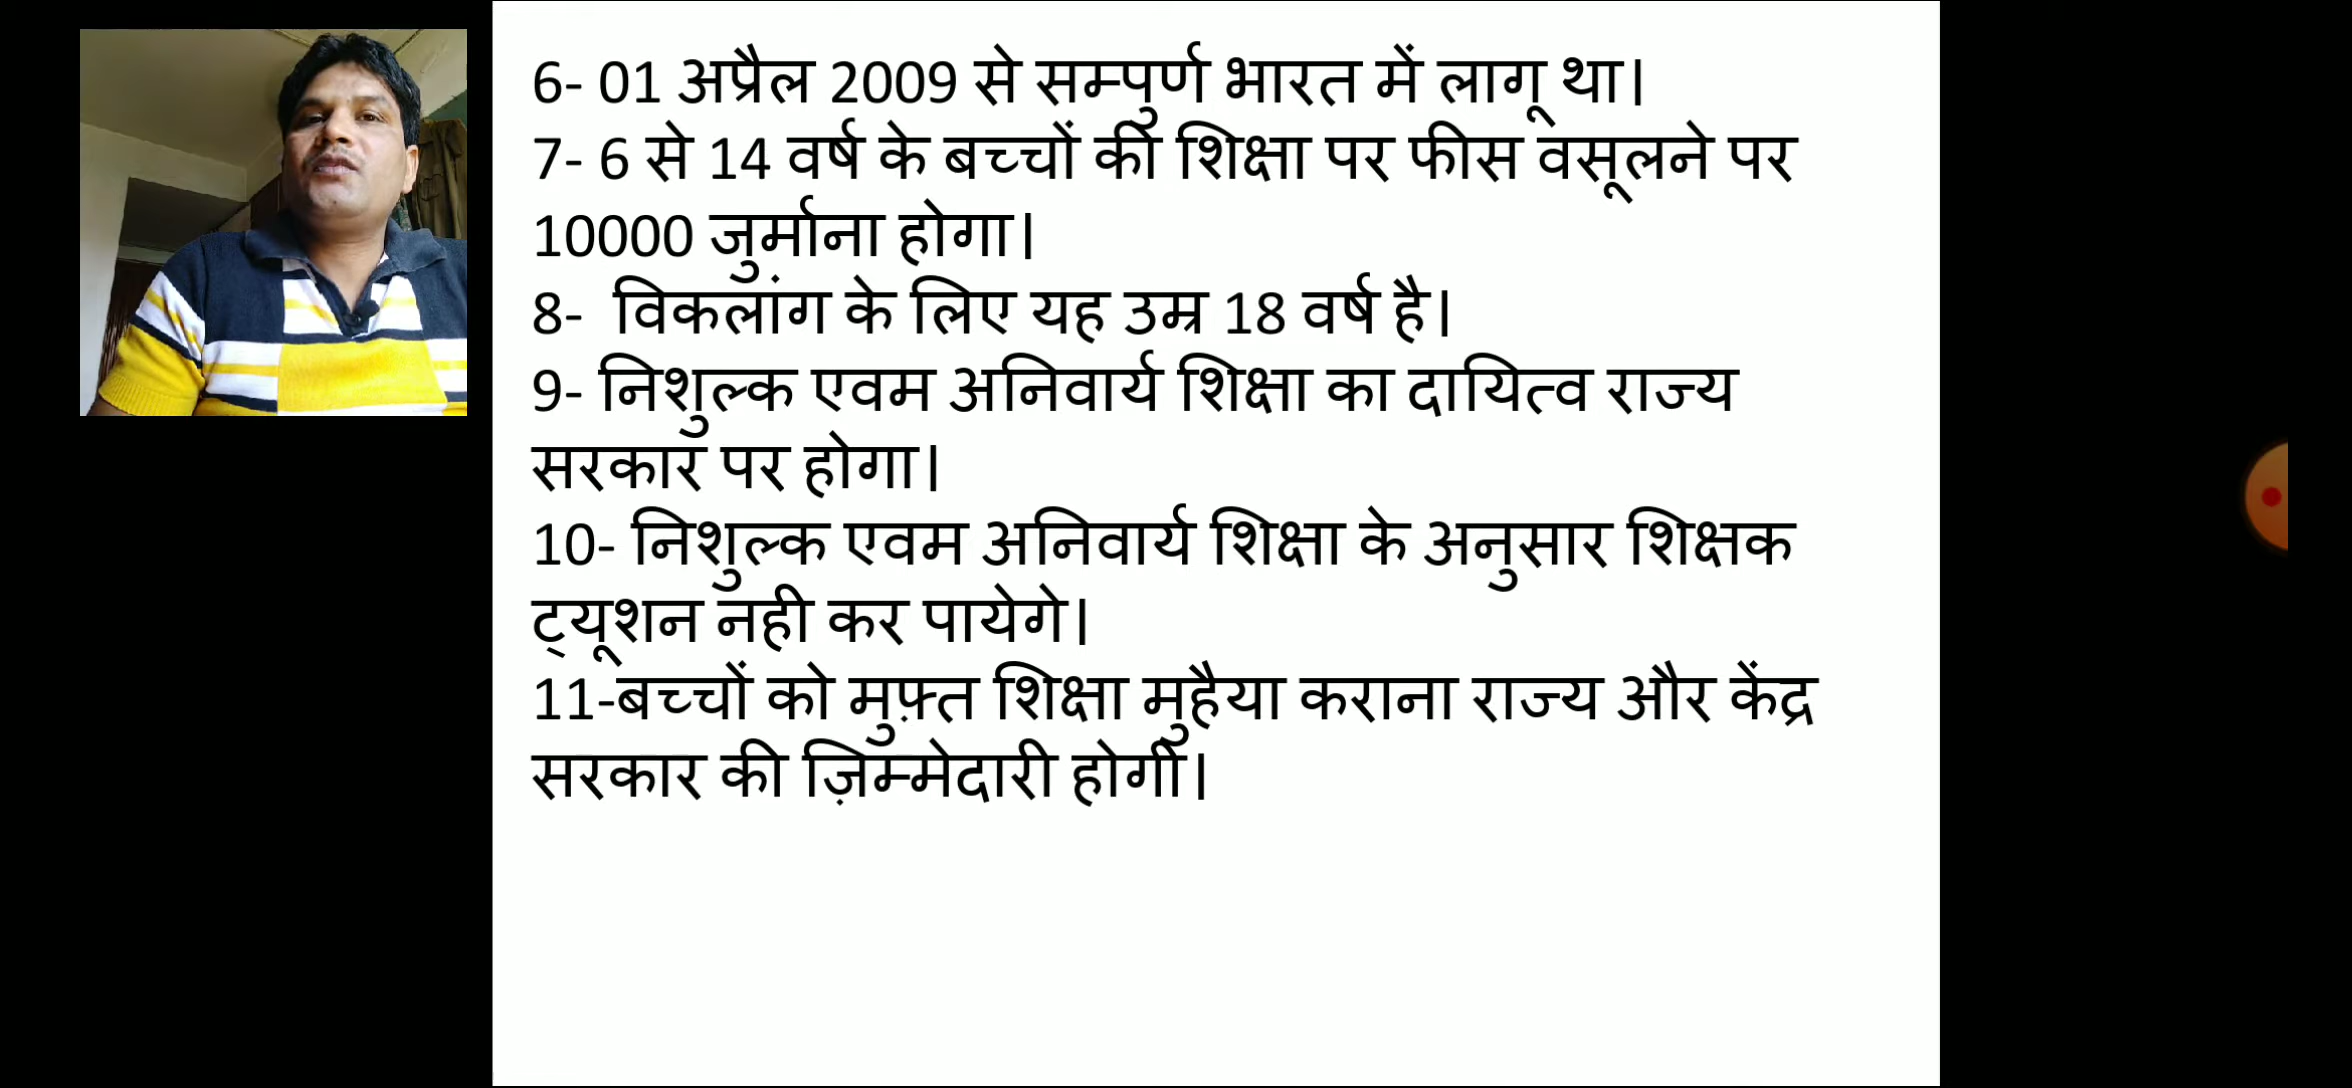 6- 01 अप्रैल 2009 से सम्पुर्ण भारत में लागू था।
7- 6 से 14 वर्ष के बच्चों की शिक्षा पर फीस वसूलने पर
10000 जुर्माना होगा।
8- विकलांग के लिए यह उम्र 18 वर्ष है।
9- निशुल्क एवम अनिवार्य शिक्षा का दायित्व राज्य
सरकार पर होगा।
10- निशुल्क एवम अनिवार्य शिक्षा के अनुसार शिक्षक
ट्यूशन नही कर पायेगे।
11-बच्चों को मुफ़्त शिक्षा मुहैया कराना राज्य और केंद्र
सरकार की ज़िम्मेदारी होगी।